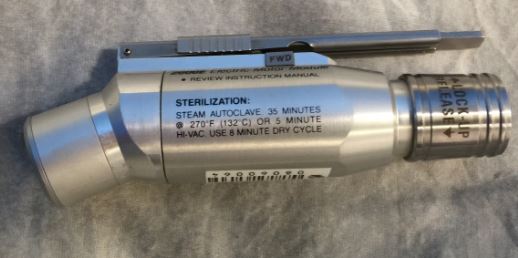 FWD
REVIEW INSTRUCTION MANUAL
STERILIZATION:
STEAM AUTOCLAVE 35 MINUTES
@ 270°F (132°C) OR 5 MINUTE
HI-VAC. USE 8 MINUTE DRY CYCLE
RELEASE